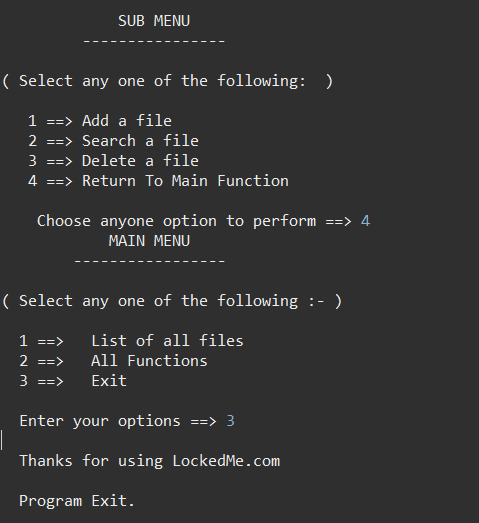 SUB MENU
----------------
( Select any one of the following:  )
1 ==> Add a file
2 ==> Search a file
3 ==> Delete a file
4 ==> Return To Main Function
Choose anyone option to perform ==> 4
MAIN MENU
-----------------
( Select any one of the following :- )
1 ==>   List of all files
2 ==>   All Functions
3 ==>   Exit
Enter your options ==> 3
Thanks for using LockedMe.com
Program Exit.